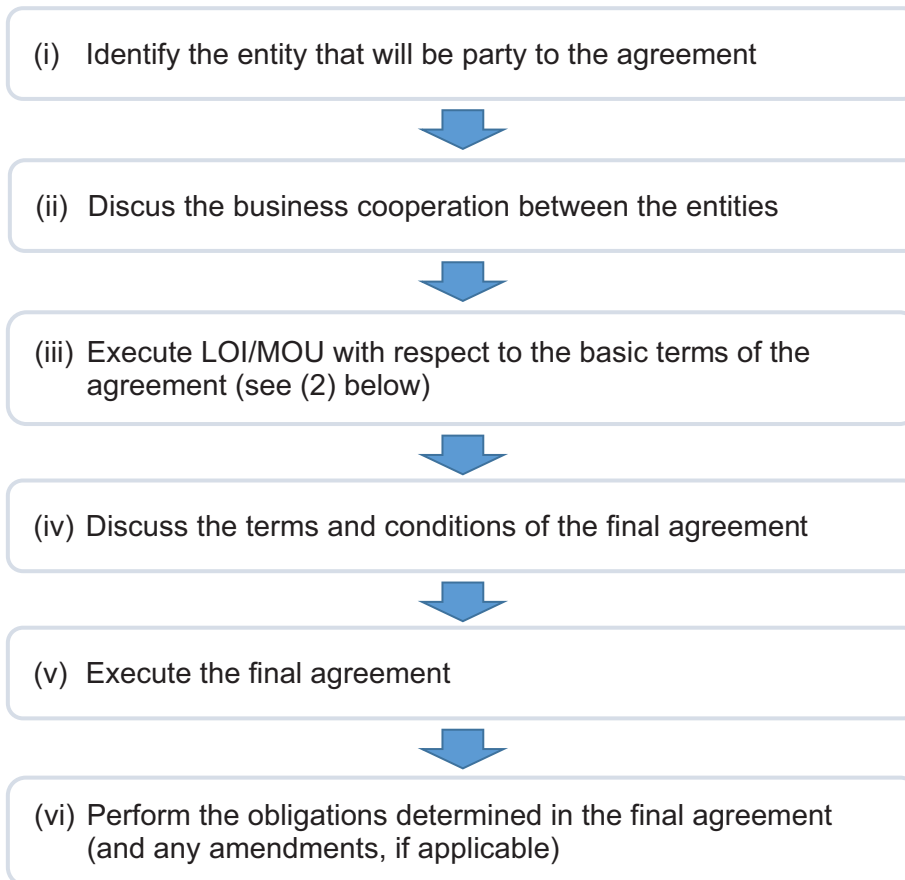 (i) Identify the entity that will be party to the agreement
(ii) Discus the business cooperation between the entities
(iii) Execute LOI/MOU with respect to the basic terms of the
agreement (see (2) below)
(iv) Discuss the terms and conditions of the final agreement
(v) Execute the final agreement
(vi) Perform the obligations determined in the final agreement
(and any amendments, if applicable)